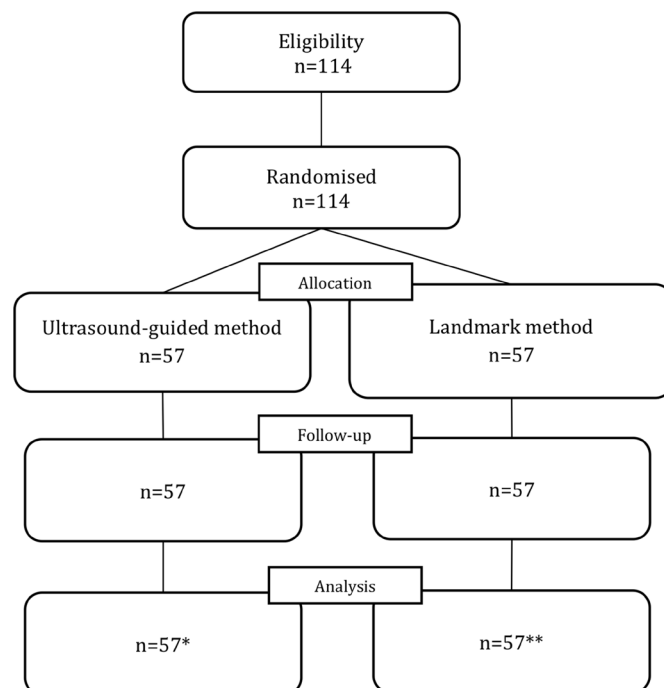 Eligibility
n=114
Randomised
n=114
Allocation
Ultrasound-guided method
n=57
Landmark method
n=57
Follow-up
n=57
n=57
Analysis
n=57*
n=57**